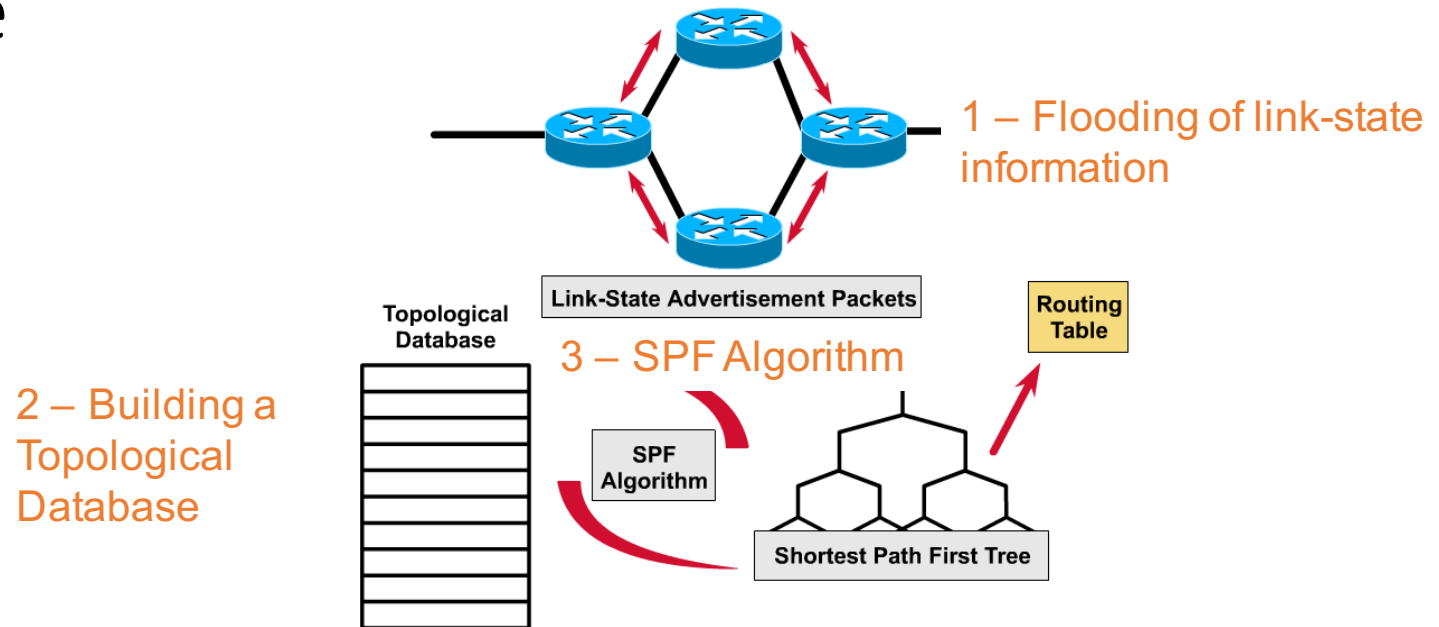 e
1 – Flooding of link-state
information
Link-State Advertisement Packets
Topological
Database
Routing
Table
3 – SPF Algorithm
2 – Building a
Topological
Database
SPF
Algorithm
Shortest Path First Tree